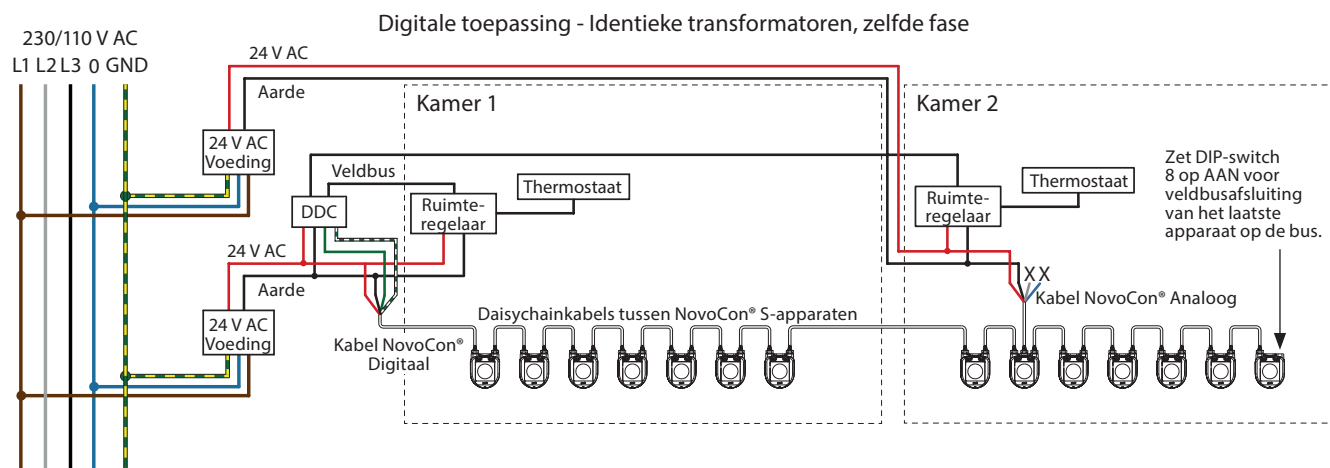 Digitale toepassing - Identieke transformatoren, zelfde fase
230/110 V AC
L1 L2 L3 0 GND
24 V AC
Aarde
24 V AC
Voeding
Kamer 1
Kamer 2
Veldbus
Thermostaat
DDC
Ruimte-
regelaar
Thermostaat
Ruimte-
regelaar
Zet DIP-switch
8 op AAN voor
veldbusafsluiting
van het laatste
apparaat op de bus.
24 V AC
Aarde
24 V AC
Voeding
X X
Kabel NovoCon® Analoog
Daisychainkabels tussen NovoCon® S-apparaten
Kabel NovoCon®
Digitaal